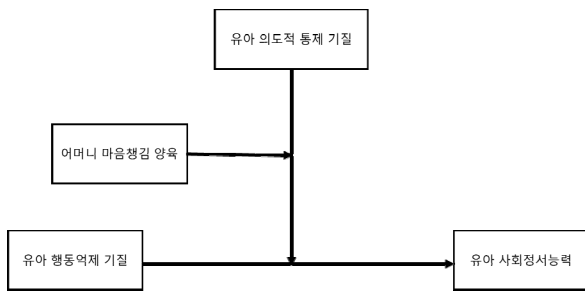 유아 의도적 통제 기질
어머니 마음챙김 양육
유아 행동억제 기질
유아 사회정서능력